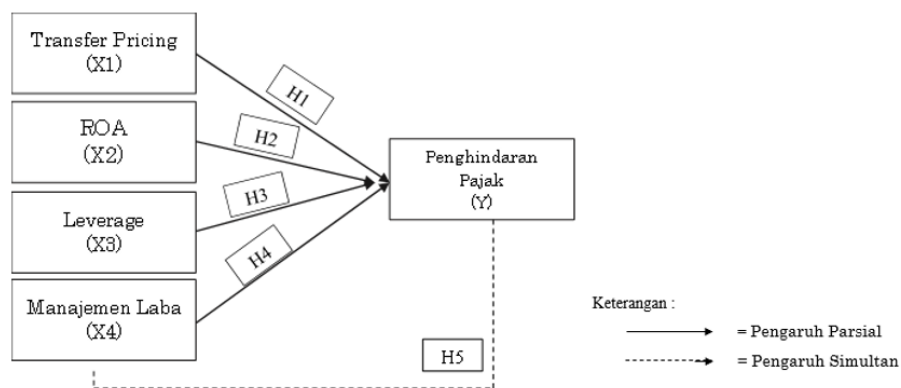 Transfer Pricing
(X1)
H1
ROA
(X2)
H2
Penghindaran
Pajak
(Y)
Leverage
(X3)
H3
Manajemen Laba
(X4)
H4
H5
Keterangan :
= Pengaruh Parsial
= Pengaruh Simultan